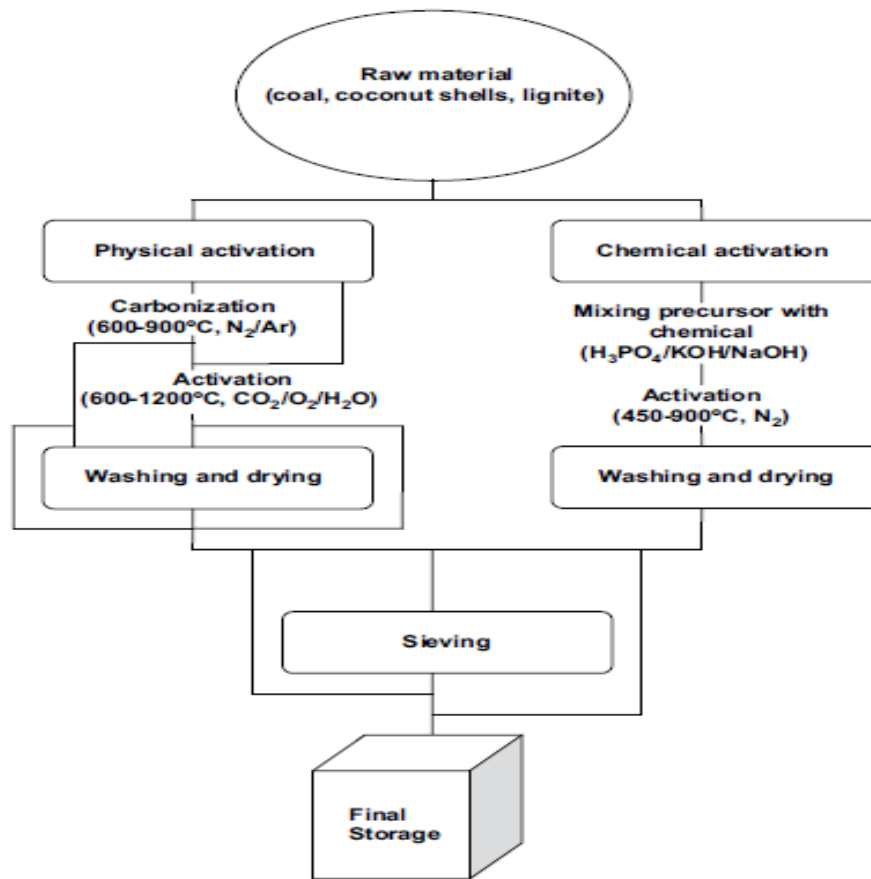 Raw material
(coal, coconut shells, lignite)
Physical activation
Carbonization
(600-900°C, N₂/Ar)
Activation
(600-1200°C, CO₂/O₂/H₂O)
Washing and drying
Chemical activation
Mixing precursor with
chemical
(H₃PO₄/KOH/NaOH)
Activation
(450-900°C, N₂)
Washing and drying
Sieving
Final
Storage